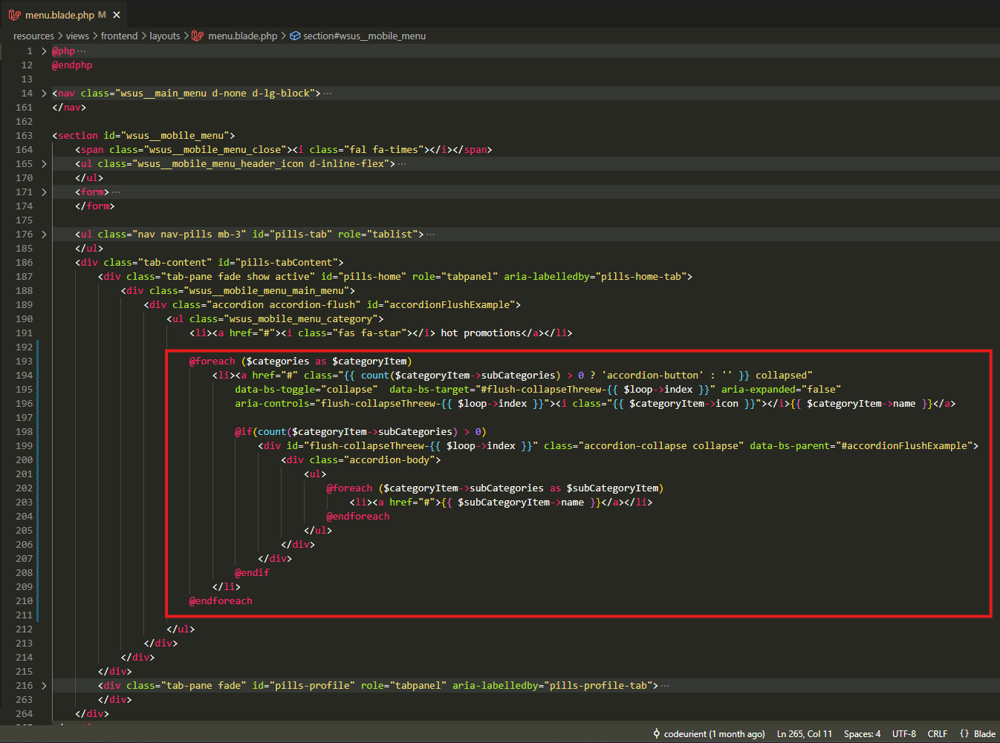 menu.blade.php M ×
resources > views > frontend > layouts > menu.blade.php > section#wsus__mobile_menu
1 > @php ···
12 @endphp
13
14 > <nav class="wsus__main_menu d-none d-lg-block"> ···
161 </nav>
162
163 <section id="wsus__mobile_menu">
164 <span class="wsus__mobile_menu_close"><i class="fal fa-times"></i></span>
165 > <ul class="wsus__mobile_menu_header_icon d-inline-flex"> ···
170 </ul>
171 > <form> ···
174 </form>
175
176 > <ul class="nav nav-pills mb-3" id="pills-tab" role="tablist"> ···
185 </ul>
186 <div class="tab-content" id="pills-tabContent">
187 <div class="tab-pane fade show active" id="pills-home" role="tabpanel" aria-labelledby="pills-home-tab">
188 <div class="wsus__mobile_menu_main_menu">
189 <div class="accordion accordion-flush" id="accordionFlushExample">
190 <ul class="wsus_mobile_menu_category">
191 <li><a href="#"><i class="fas fa-star"></i> hot promotions</a></li>
192
193 @foreach ($categories as $categoryItem)
194 <li><a href="#" class="{{ count($categoryItem->subCategories) > 0 ? 'accordion-button' : '' }} collapsed"
195 data-bs-toggle="collapse"  data-bs-target="#flush-collapseThreew-{{ $loop->index }}" aria-expanded="false"
196 aria-controls="flush-collapseThreew-{{ $loop->index }}"><i class="{{ $categoryItem->icon }}"></i>{{ $categoryItem->name }}</a>
197
198 @if(count($categoryItem->subCategories) > 0)
199 <div id="flush-collapseThreew-{{ $loop->index }}" class="accordion-collapse collapse" data-bs-parent="#accordionFlushExample">
200 <div class="accordion-body">
201 <ul>
202 @foreach ($categoryItem->subCategories as $subCategoryItem)
203 <li><a href="#">{{ $subCategoryItem->name }}</a></li>
204 @endforeach
205 </ul>
206 </div>
207 </div>
208 @endif
209 </li>
210 @endforeach
211
212 </ul>
213 </div>
214 </div>
215 </div>
216 > <div class="tab-pane fade" id="pills-profile" role="tabpanel" aria-labelledby="pills-profile-tab"> ···
263 </div>
264 </div>
codeurient (1 month ago) Ln 265, Col 11 Spaces: 4 UTF-8 CRLF {} Blade